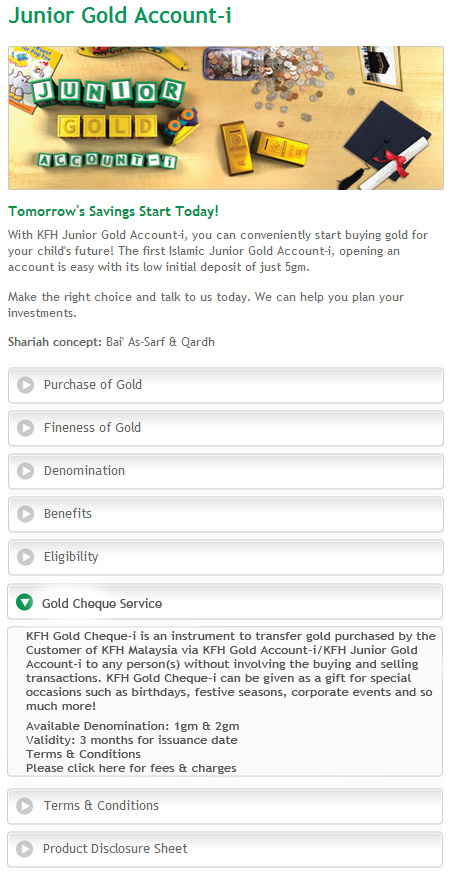 Junior Gold Account-i
JUNIOR
GOLD
ACCOUNT-i
Tomorrow's Savings Start Today!
With KFH Junior Gold Account-i, you can conveniently start buying gold for
your child's future! The first Islamic Junior Gold Account-i, opening an
account is easy with its low initial deposit of just 5gm.
Make the right choice and talk to us today. We can help you plan your
investments.
Shariah concept: Bai' As-Sarf & Qardh
Purchase of Gold
Fineness of Gold
Denomination
Benefits
Eligibility
Gold Cheque Service
KFH Gold Cheque-i is an instrument to transfer gold purchased by the
Customer of KFH Malaysia via KFH Gold Account-i/KFH Junior Gold
Account-i to any person(s) without involving the buying and selling
transactions. KFH Gold Cheque-i can be given as a gift for special
occasions such as birthdays, festive seasons, corporate events and so
much more!
Available Denomination: 1gm & 2gm
Validity: 3 months for issuance date
Terms & Conditions
Please click here for fees & charges
Terms & Conditions
Product Disclosure Sheet